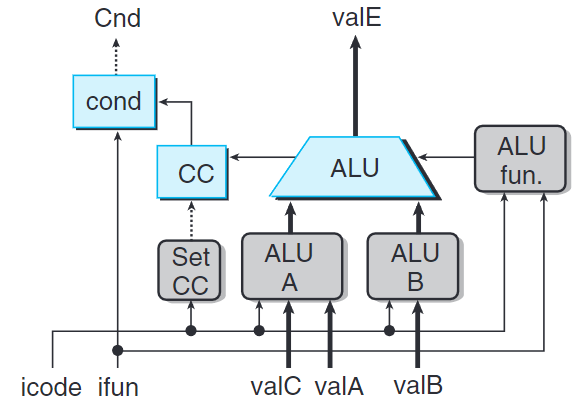 Cnd
valE
cond
CC
ALU
ALU
fun.
Set
CC
ALU
A
ALU
B
icode ifun
valC valA
valB